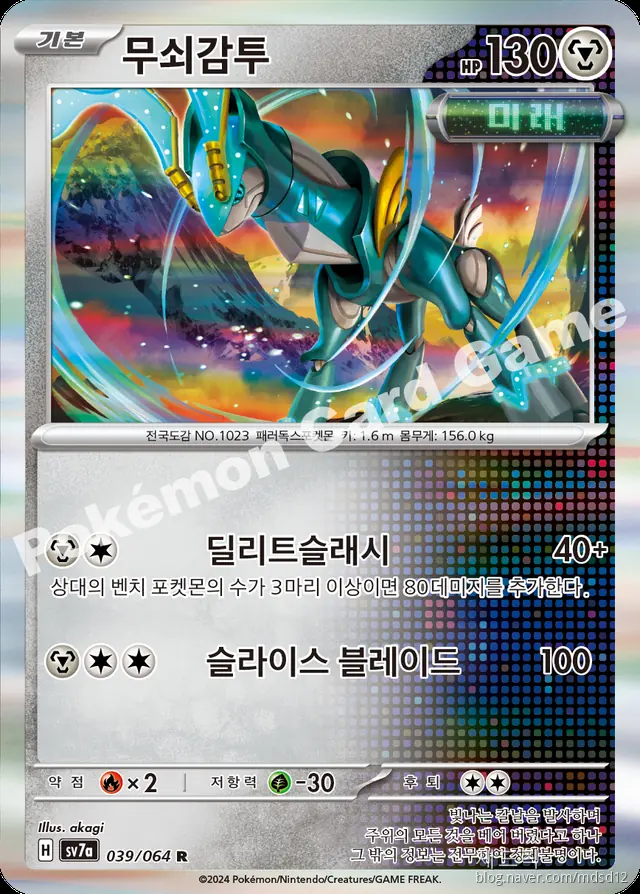 기본
무쇠감투
HP 130
미래
Pokémon Card Game
전국도감 NO.1023 패러독스포켓몬 키: 1.6 m 몸무게: 156.0 kg
딜리트슬래시 40+
상대의 벤치 포켓몬의 수가 3마리 이상이면 80데미지를 추가한다.
슬라이스 블레이드 100
약점 ×2 저항력 -30 후퇴
Illus. akagi
빛나는 칼날을 발사하며
주위의 모든 것을 베어 버렸다고 하나
그 밖의 정보는 전무하여 정체불명이다.
H sv7a 039/064 R
©2024 Pokémon/Nintendo/Creatures/GAME FREAK.
blog.naver.com/mdsd12